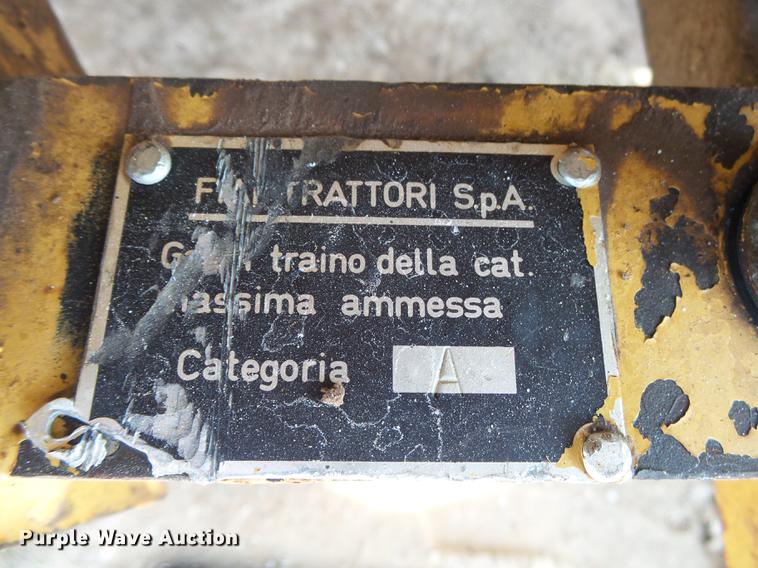 TRATTORI S.p.A.
traino della cat.
ammessa
Categoria A
Purple Wave Auction